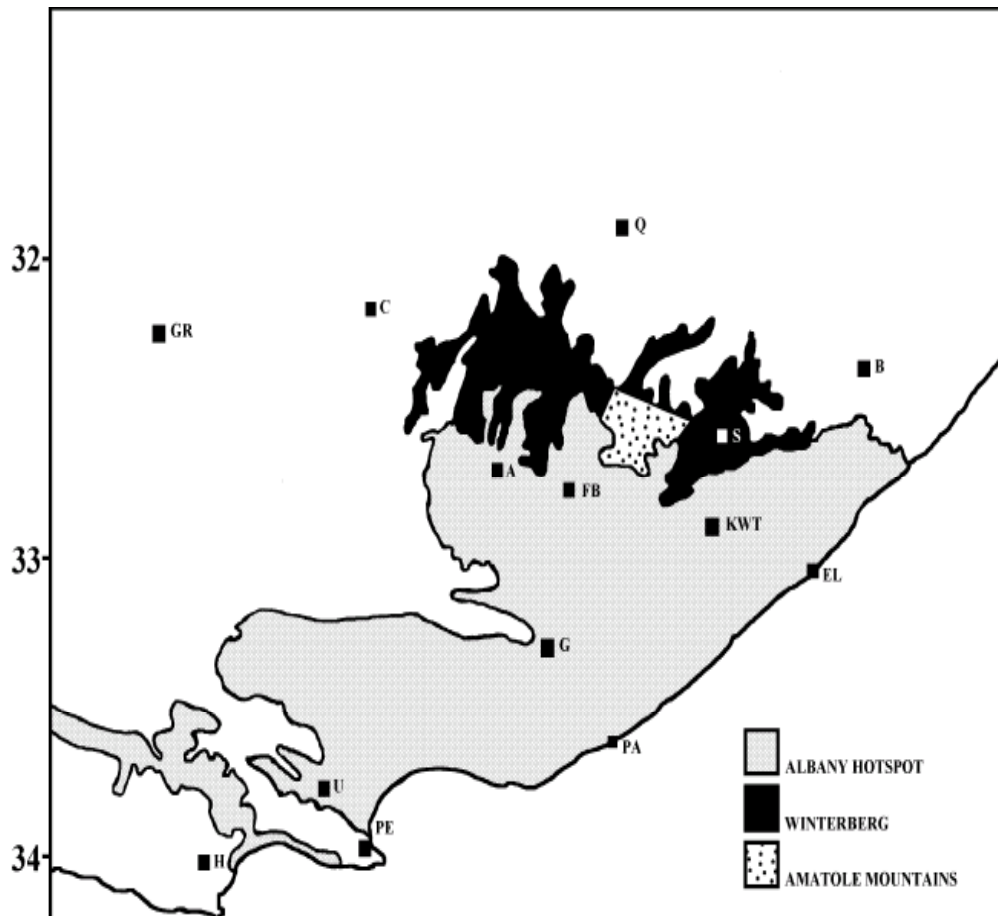 Q
32
C
GR
B
S
A
FB
KWT
33
EL
G
PA
ALBANY HOTSPOT
U
WINTERBERG
PE
34
H
AMATOLE MOUNTAINS